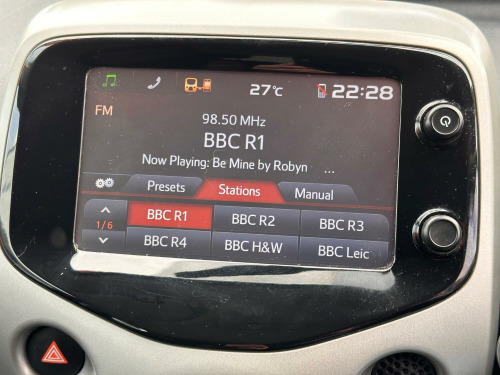 27°C 22:28
FM
98.50 MHz
BBC R1
Now Playing: Be Mine by Robyn ...
Presets Stations Manual
1/6
BBC R1 BBC R2 BBC R3
BBC R4 BBC H&W BBC Leic